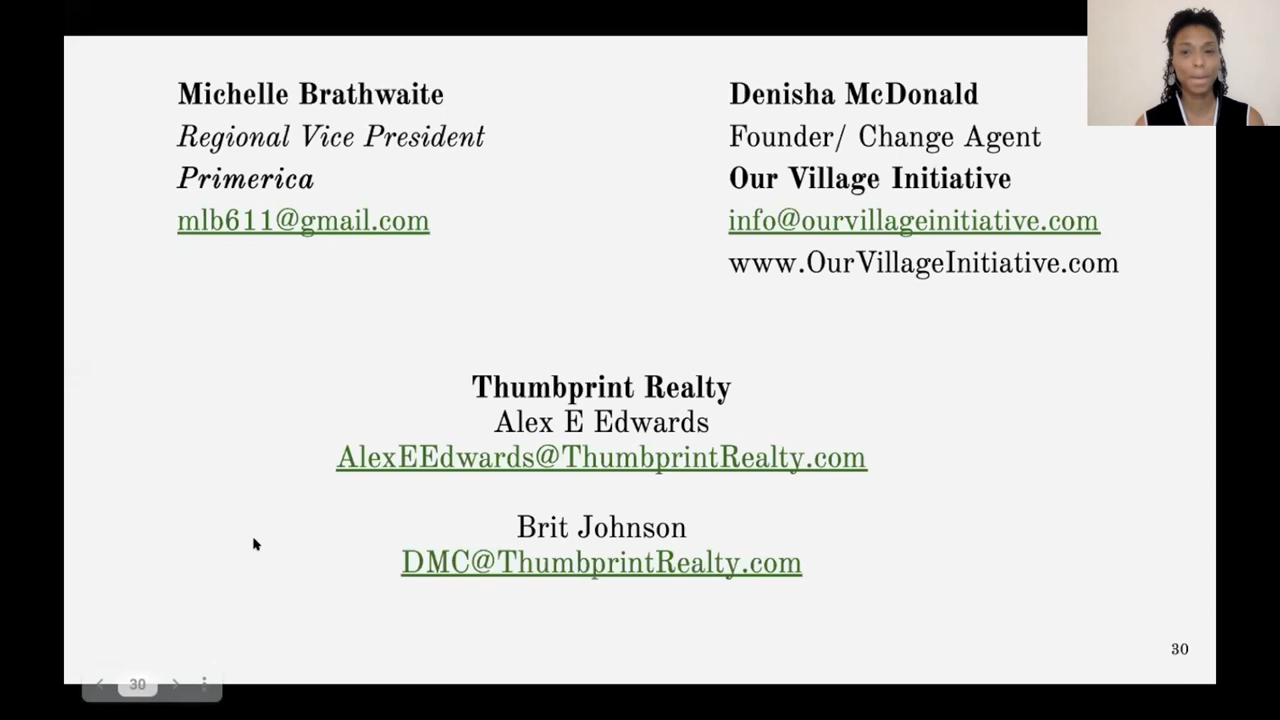 Michelle Brathwaite
Regional Vice President
Primerica
mlb611@gmail.com
Denisha McDonald
Founder/ Change Agent
Our Village Initiative
info@ourvillageinitiative.com
www.OurVillageInitiative.com
Thumbprint Realty
Alex E Edwards
AlexEEdwards@ThumbprintRealty.com
Brit Johnson
DMC@ThumbprintRealty.com
30
30